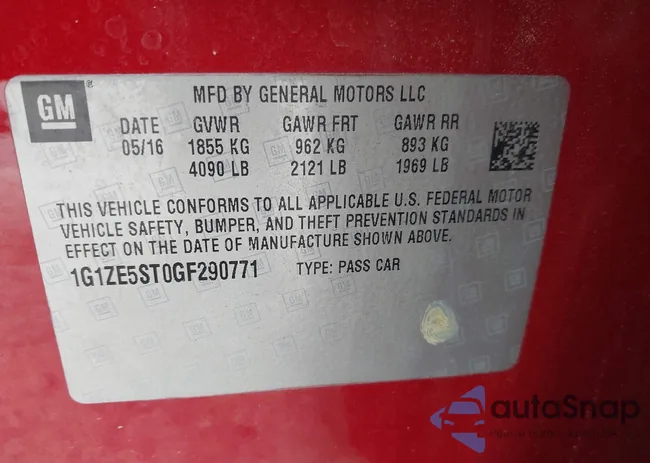 GM
MFD BY GENERAL MOTORS LLC
DATE GVWR GAWR FRT GAWR RR
05/16 1855 KG 962 KG 893 KG
4090 LB 2121 LB 1969 LB
THIS VEHICLE CONFORMS TO ALL APPLICABLE U.S. FEDERAL MOTOR
VEHICLE SAFETY, BUMPER, AND THEFT PREVENTION STANDARDS IN
EFFECT ON THE DATE OF MANUFACTURE SHOWN ABOVE.
1G1ZE5ST0GF290771 TYPE: PASS CAR
autoSnap